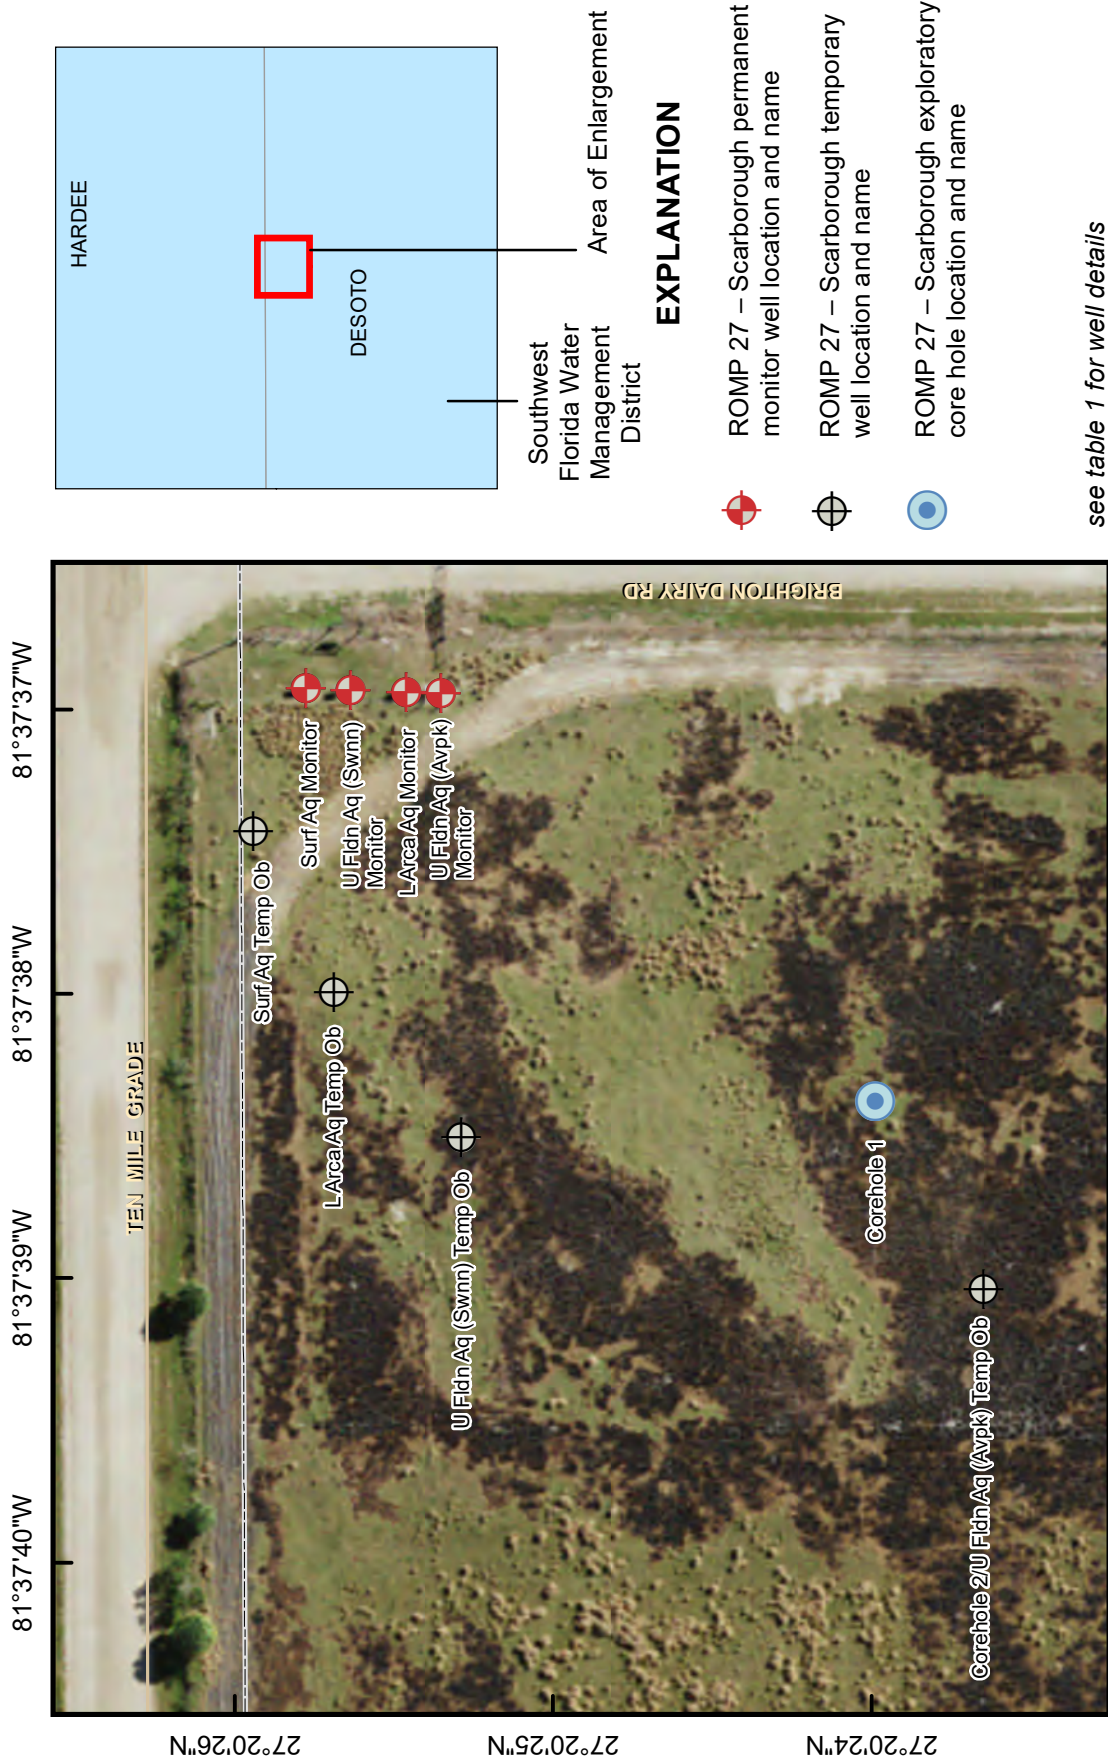 81°37'40"W
81°37'39"W
81°37'38"W
81°37'37"W
27°20'26"N
27°20'25"N
27°20'24"N
TEN MILE GRADE
BRIGHTON DAIRY RD
Surf Aq Temp Ob
Surf Aq Monitor
U Fldn Aq (Swnn)
Monitor
L Arca Aq Monitor
U Fldn Aq (Avpk)
Monitor
L Arca Aq Temp Ob
U Fldn Aq (Swnn) Temp Ob
Corehole 1
Corehole 2/U Fldn Aq (Avpk) Temp Ob
HARDEE
DESOTO
Southwest
Florida Water
Management
District
Area of Enlargement
EXPLANATION
ROMP 27 – Scarborough permanent
monitor well location and name
ROMP 27 – Scarborough temporary
well location and name
ROMP 27 – Scarborough exploratory
core hole location and name
see table 1 for well details